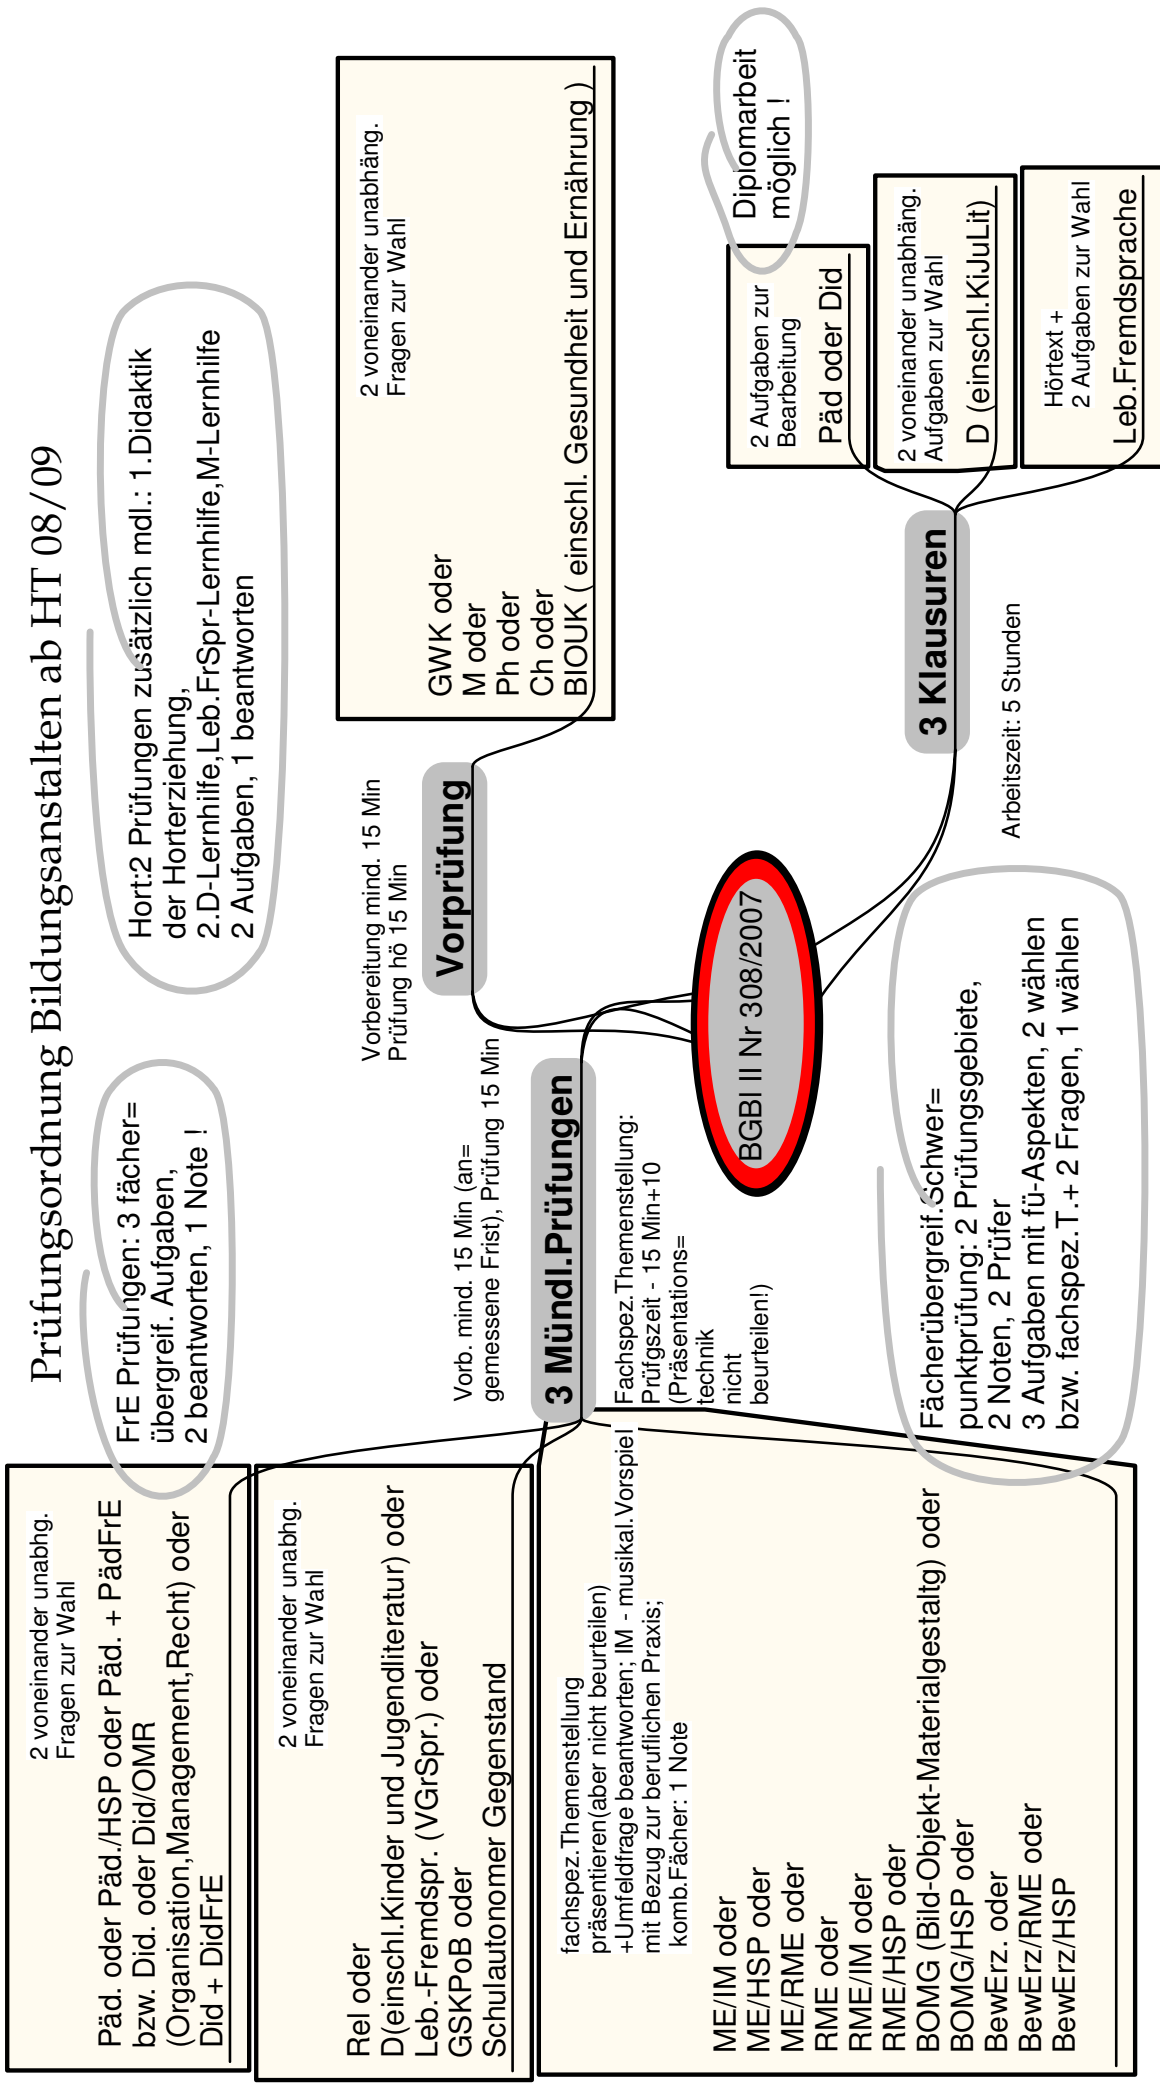 Prüfungsordnung Bildungsanstalten ab HT 08/09
FrE Prüfungen: 3 fächer=
übergreif. Aufgaben,
2 beantworten, 1 Note !
Hort:2 Prüfungen zusätzlich mdl.: 1.Didaktik
der Horterziehung,
2.D-Lernhilfe,Leb.FrSpr-Lernhilfe,M-Lernhilfe
2 Aufgaben, 1 beantworten
2 voneinander unabhg.
Fragen zur Wahl
Päd. oder Päd./HSP oder Päd. + PädFrE
bzw. Did. oder Did/OMR
(Organisation,Management,Recht) oder
Did + DidFrE
2 voneinander unabhg.
Fragen zur Wahl
Rel oder
D(einschl.Kinder und Jugendliteratur) oder
Leb.-Fremdspr. (VGrSpr.) oder
GSKPoB oder
Schulautonomer Gegenstand
fachspez.Themenstellung
präsentieren(aber nicht beurteilen)
+Umfeldfrage beantworten; IM - musikal.Vorspiel
mit Bezug zur beruflichen Praxis;
komb.Fächer: 1 Note
ME/IM oder
ME/HSP oder
ME/RME oder
RME oder
RME/IM oder
RME/HSP oder
BOMG (Bild-Objekt-Materialgestaltg) oder
BOMG/HSP oder
BewErz. oder
BewErz/RME oder
BewErz/HSP
Vorb. mind. 15 Min (an=
gemessene Frist), Prüfung 15 Min
3 Mündl.Prüfungen
Fachspez.Themenstellung:
Prüfgszeit - 15 Min+10
(Präsentations=
technik
nicht
beurteilen!)
Vorbereitung mind. 15 Min
Prüfung hö 15 Min
Vorprüfung
2 voneinander unabhäng.
Fragen zur Wahl
GWK oder
M oder
Ph oder
Ch oder
BIOUK ( einschl. Gesundheit und Ernährung )
BGBl II Nr 308/2007
Fächerübergreif.Schwer=
punktprüfung: 2 Prüfungsgebiete,
2 Noten, 2 Prüfer
3 Aufgaben mit fü-Aspekten, 2 wählen
bzw. fachspez.T.+ 2 Fragen, 1 wählen
3 Klausuren
Arbeitszeit: 5 Stunden
Diplomarbeit
möglich !
2 Aufgaben zur
Bearbeitung
Päd oder Did
2 voneinander unabhäng.
Aufgaben zur Wahl
D (einschl.KiJuLit)
Hörtext +
2 Aufgaben zur Wahl
Leb.Fremdsprache